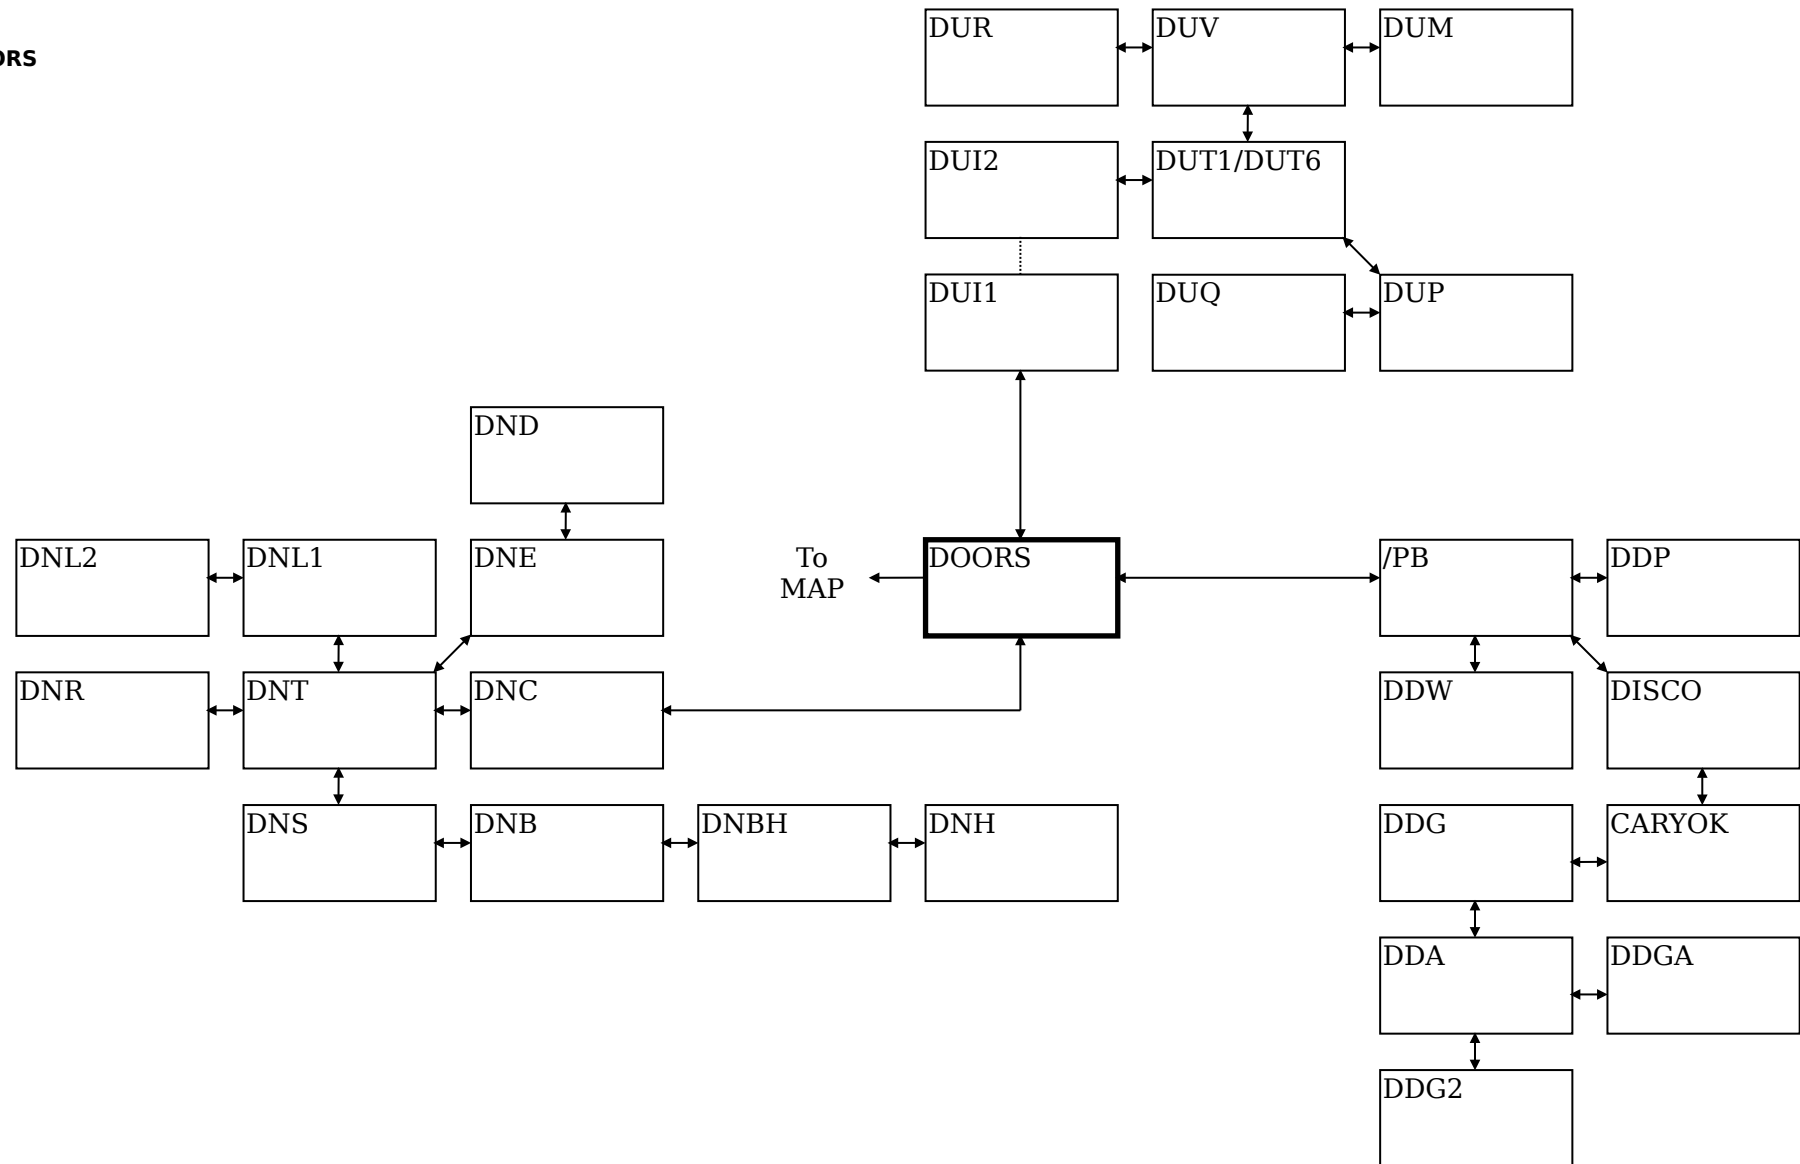 DUR DUV DUM
ORS
DUI2 DUT1/DUT6
DUI1 DUQ DUP
DND
DNL2 DNL1 DNE To DOORS /PB DDP
MAP
DNR DNT DNC DDW DISCO
DNS DNB DNBH DNH DDG CARYOK
DDA DDGA
DDG2